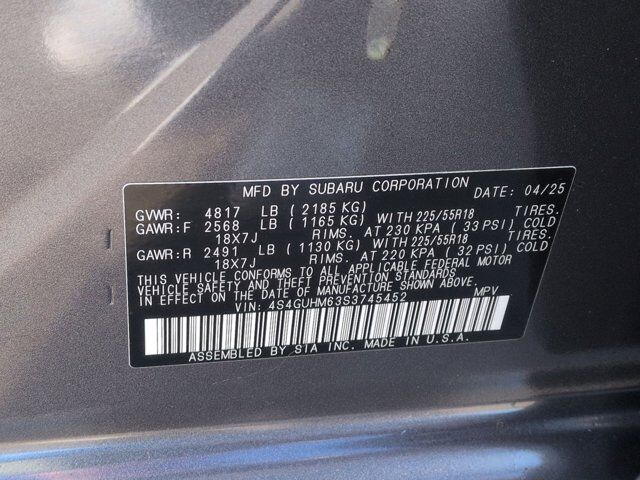 MFD BY SUBARU CORPORATION DATE: 04/25
GVWR: 4817 LB ( 2185 KG)
GAWR:F 2568 LB ( 1165 KG) WITH 225/55R18 TIRES.
18X7J RIMS. AT 230 KPA ( 33 PSI) COLD
GAWR:R 2491 LB ( 1130 KG) WITH 225/55R18 TIRES.
18X7J RIMS. AT 220 KPA ( 32 PSI) COLD
THIS VEHICLE CONFORMS TO ALL APPLICABLE FEDERAL MOTOR
VEHICLE SAFETY AND THEFT PREVENTION STANDARDS
IN EFFECT ON THE DATE OF MANUFACTURE SHOWN ABOVE.
VIN: 4S4GUHM63S3745452 MPV
ASSEMBLED BY SIA INC. MADE IN U.S.A.